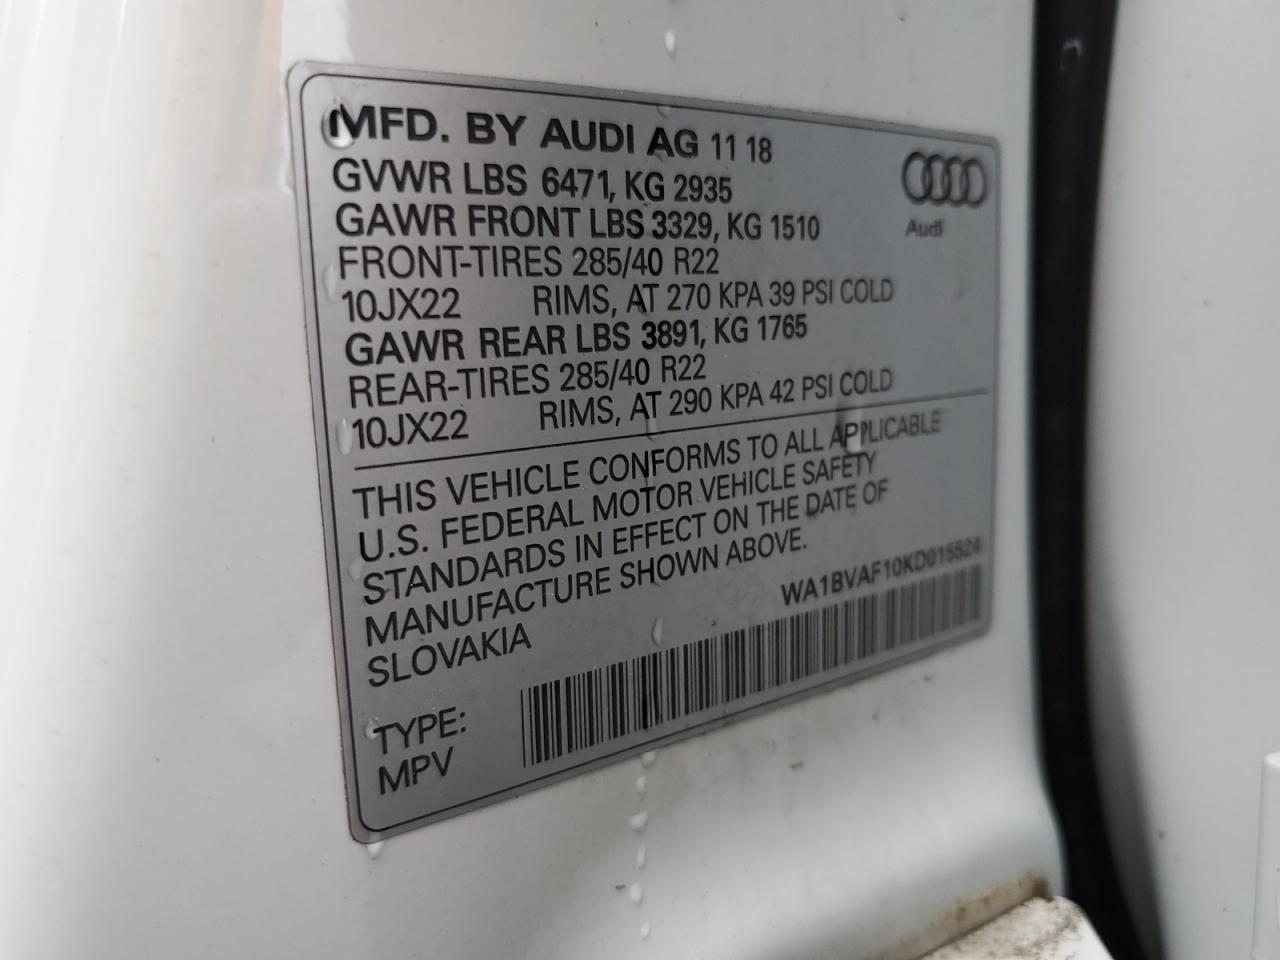 MFD. BY AUDI AG 11 18
GVWR LBS 6471, KG 2935
GAWR FRONT LBS 3329, KG 1510
FRONT-TIRES 285/40 R22
10JX22 RIMS, AT 270 KPA 39 PSI COLD
GAWR REAR LBS 3891, KG 1765
REAR-TIRES 285/40 R22
10JX22 RIMS, AT 290 KPA 42 PSI COLD
Audi
THIS VEHICLE CONFORMS TO ALL APPLICABLE
U.S. FEDERAL MOTOR VEHICLE SAFETY
STANDARDS IN EFFECT ON THE DATE OF
MANUFACTURE SHOWN ABOVE.
SLOVAKIA
WA1BVAF10KD015524
TYPE:
MPV